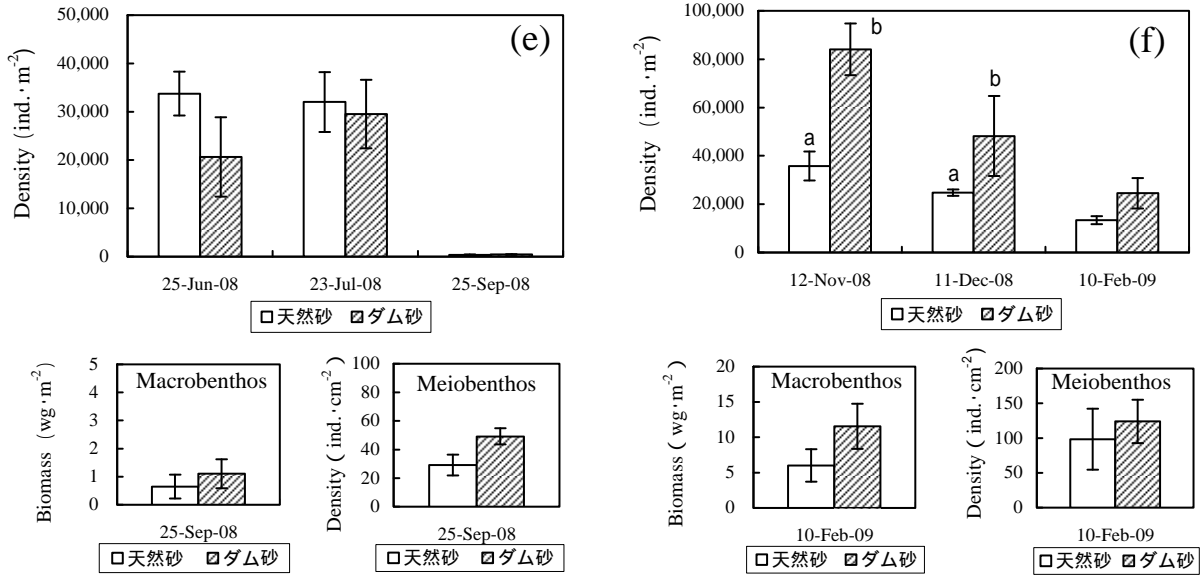 (e)
Density (ind.·m-2)
50,000
40,000
30,000
20,000
10,000
0
25-Jun-08 23-Jul-08 25-Sep-08
天然砂 ダム砂
(f)
Density (ind.·m-2)
100,000
80,000
60,000
40,000
20,000
0
a b
a b
12-Nov-08 11-Dec-08 10-Feb-09
天然砂 ダム砂
Macrobenthos
Biomass (wg·m-2)
5
4
3
2
1
0
25-Sep-08
天然砂 ダム砂
Meiobenthos
Density (ind.·cm-2)
100
80
60
40
20
0
25-Sep-08
天然砂 ダム砂
Macrobenthos
Biomass (wg·m-2)
20
15
10
5
0
10-Feb-09
天然砂 ダム砂
Meiobenthos
Density (ind.·cm-2)
200
150
100
50
0
10-Feb-09
天然砂 ダム砂